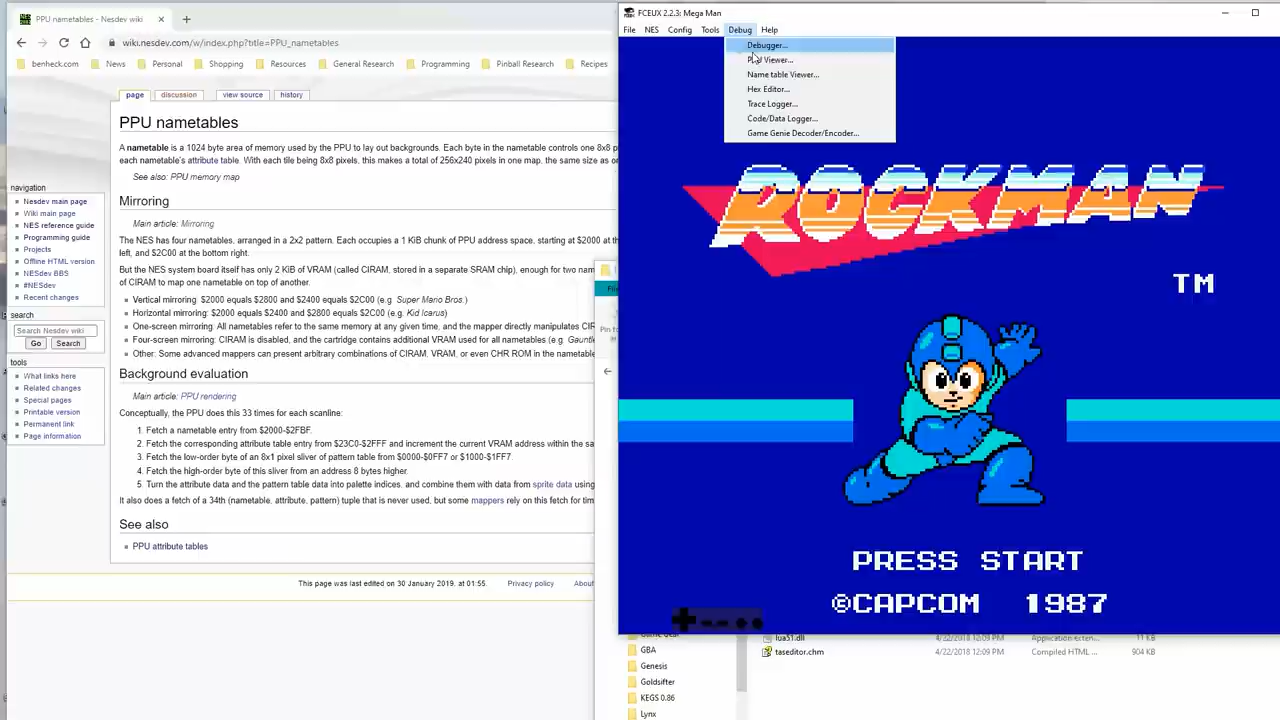 PPU nametables - Nesdev wiki
wiki.nesdev.com/w/index.php?title=PPU_nametables
benheck.com
News
Personal
Shopping
Resources
General Research
Programming
Pinball Research
Recipes
page
discussion
view source
history
PPU nametables
A nametable is a 1024 byte area of memory used by the PPU to lay out backgrounds. Each byte in the nametable controls one 8x8 p
each nametable's attribute table. With each tile being 8x8 pixels, this makes a total of 256x240 pixels in one map, the same size as o
See also: PPU memory map
Mirroring
Main article: Mirroring
The NES has four nametables, arranged in a 2x2 pattern. Each occupies a 1 KiB chunk of PPU address space, starting at $2000 at th
left, and $2C00 at the bottom right.
But the NES system board itself has only 2 KiB of VRAM (called CIRAM, stored in a separate SRAM chip), enough for two nam
of CIRAM to map one nametable on top of another.
Vertical mirroring: $2000 equals $2800 and $2400 equals $2C00 (e.g. Super Mario Bros.)
Horizontal mirroring: $2000 equals $2400 and $2800 equals $2C00 (e.g. Kid Icarus)
One-screen mirroring: All nametables refer to the same memory at any given time, and the mapper directly manipulates CIR
Four-screen mirroring: CIRAM is disabled, and the cartridge contains additional VRAM used for all nametables (e.g. Gauntl
Other: Some advanced mappers can present arbitrary combinations of CIRAM, VRAM, or even CHR ROM in the nametable
Background evaluation
Main article: PPU rendering
Conceptually, the PPU does this 33 times for each scanline:
1. Fetch a nametable entry from $2000-$2FBF.
2. Fetch the corresponding attribute table entry from $23C0-$2FFF and increment the current VRAM address within the sa
3. Fetch the low-order byte of an 8x1 pixel sliver of pattern table from $0000-$0FF7 or $1000-$1FF7.
4. Fetch the high-order byte of this sliver from an address 8 bytes higher.
5. Turn the attribute data and the pattern table data into palette indices, and combine them with data from sprite data using
It also does a fetch of a 34th (nametable, attribute, pattern) tuple that is never used, but some mappers rely on this fetch for tim
See also
PPU attribute tables
This page was last edited on 30 January 2019, at 01:55.
Privacy policy
About
navigation
Nesdev main page
Wiki main page
NES reference guide
Programming guide
Offline HTML version
NESdev BBS
#NESdev
Recent changes
search
Search Nesdev wiki
Go
Search
tools
What links here
Related changes
Special pages
Printable version
Permanent link
Page information
FCEUX 2.2.3: Mega Man
File
NES
Config
Tools
Debug
Help
Debugger...
Viewer...
Name table Viewer...
Hex Editor...
Trace Logger...
Code/Data Logger...
Game Genie Decoder/Encoder...
ROCKMAN
TM
PRESS START
©CAPCOM 1987
GBA
Genesis
Goldsifter
KEGS 0.86
Lynx
lua51.dll
4/22/2018 12:09 PM
Application exten...
11 KB
taseditor.chm
4/22/2018 12:09 PM
Compiled HTML ...
904 KB